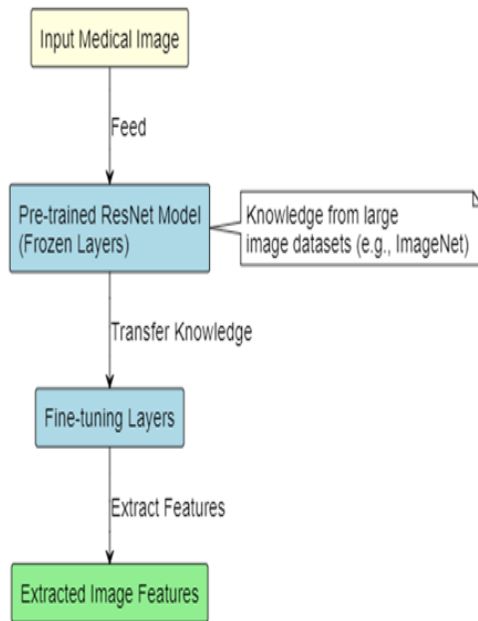 Input Medical Image
Feed
Pre-trained ResNet Model
(Frozen Layers)
Knowledge from large
image datasets (e.g., ImageNet)
Transfer Knowledge
Fine-tuning Layers
Extract Features
Extracted Image Features